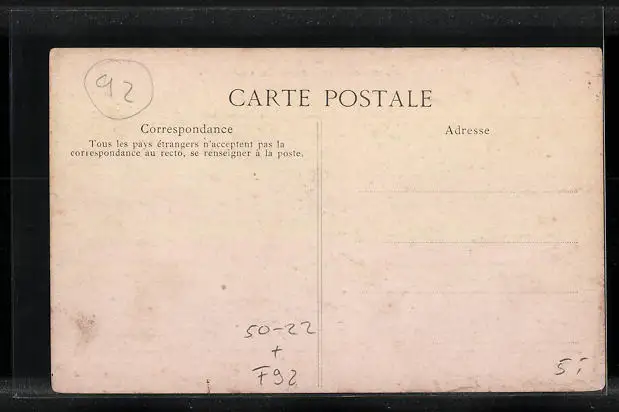 92
CARTE POSTALE
Correspondance
Tous les pays étrangers n'acceptent pas la
correspondance au recto, se renseigner à la poste.
Adresse
50-22
+
F92